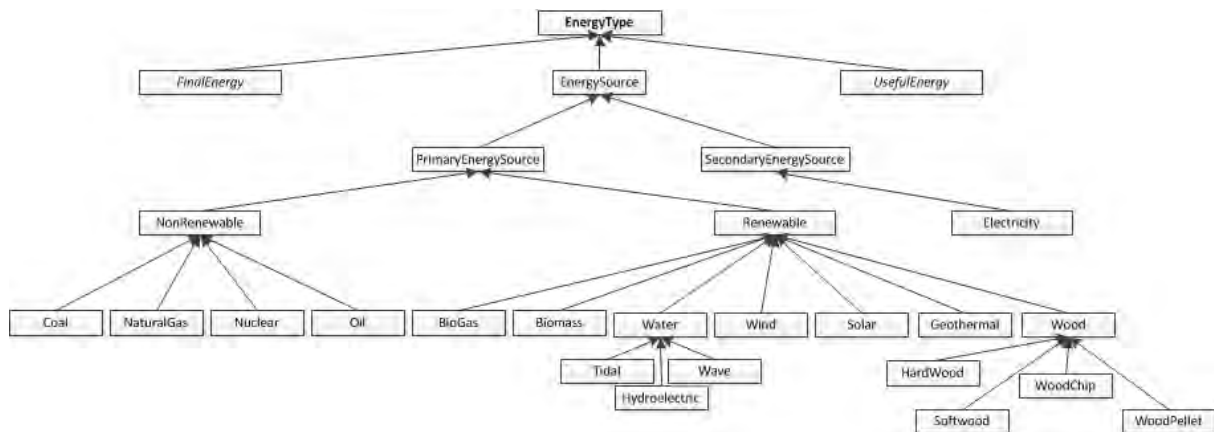 EnergyType
FinalEnergy
EnergySource
UsefulEnergy
PrimaryEnergySource
SecondaryEnergySource
NonRenewable
Renewable
Electricity
Coal
NaturalGas
Nuclear
Oil
BioGas
Biomass
Water
Wind
Solar
Geothermal
Wood
Tidal
Wave
Hydroelectric
HardWood
WoodChip
Softwood
WoodPellet